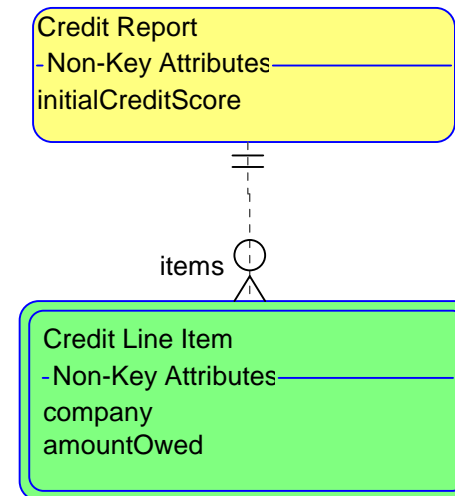 Credit Report
Non-Key Attributes
initialCreditScore
items
Credit Line Item
Non-Key Attributes
company
amountOwed